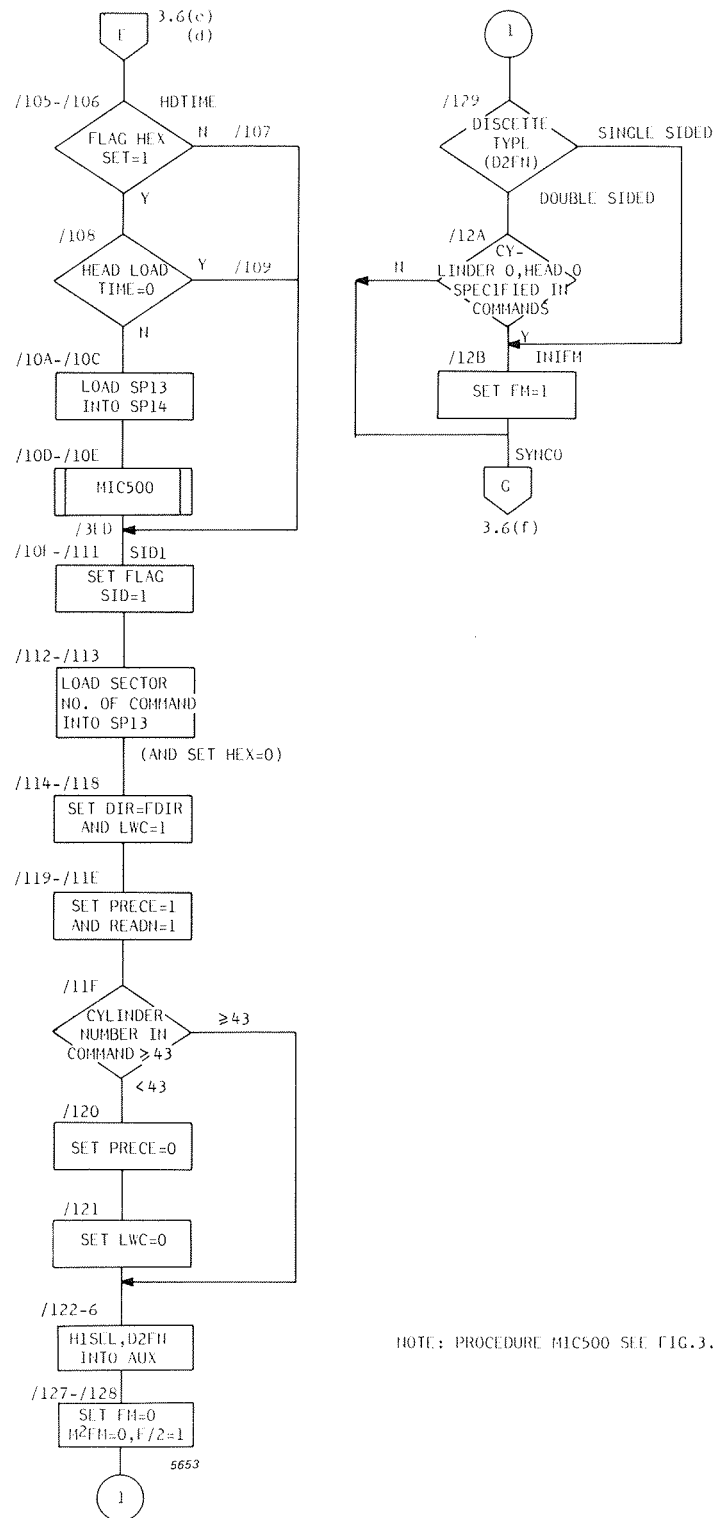 3.6(c)
(d)
E
/105-/106 HDTIME
FLAG HEX
SET=1
N /107
Y
/108
HEAD LOAD
TIME=0
Y /109
N
/10A-/10C
LOAD SP13
INTO SP14
/10D-/10E
MIC500
/3ED
/10F-/111 SID1
SET FLAG
SID=1
/112-/113
LOAD SECTOR
NO. OF COMMAND
INTO SP13
(AND SET HEX=0)
/114-/118
SET DIR=FDIR
AND LWC=1
/119-/11E
SET PRECE=1
AND READN=1
/11F
CYLINDER
NUMBER IN
COMMAND ≥43
≥43
<43
/120
SET PRECE=0
/121
SET LWC=0
/122-6
H1SEL,D2FN
INTO AUX
/127-/128
SET FM=0
M²FM=0,F/2=1
5653
1
1
/129
DISCETTE
TYPE
(D2FN)
SINGLE SIDED
DOUBLE SIDED
/12A
CY-
LINDER 0,HEAD 0
SPECIFIED IN
COMMANDS
N
Y
/12B INIFM
SET FM=1
SYNCO
G
3.6(f)
NOTE: PROCEDURE MIC500 SEE FIG.3.